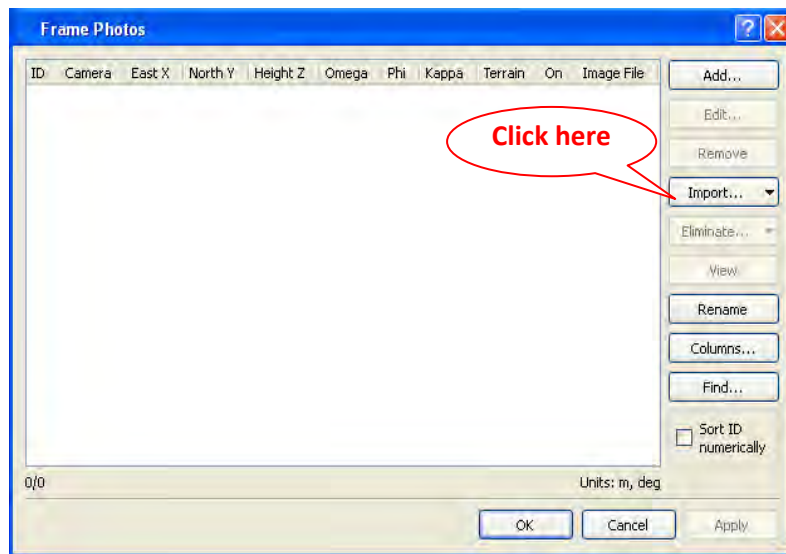 Frame Photos
ID Camera East X North Y Height Z Omega Phi Kappa Terrain On Image File
Add...
Edit...
Click here
Remove
Import...
Eliminate...
View
Rename
Columns...
Find...
Sort ID
numerically
0/0 Units: m, deg
OK Cancel Apply